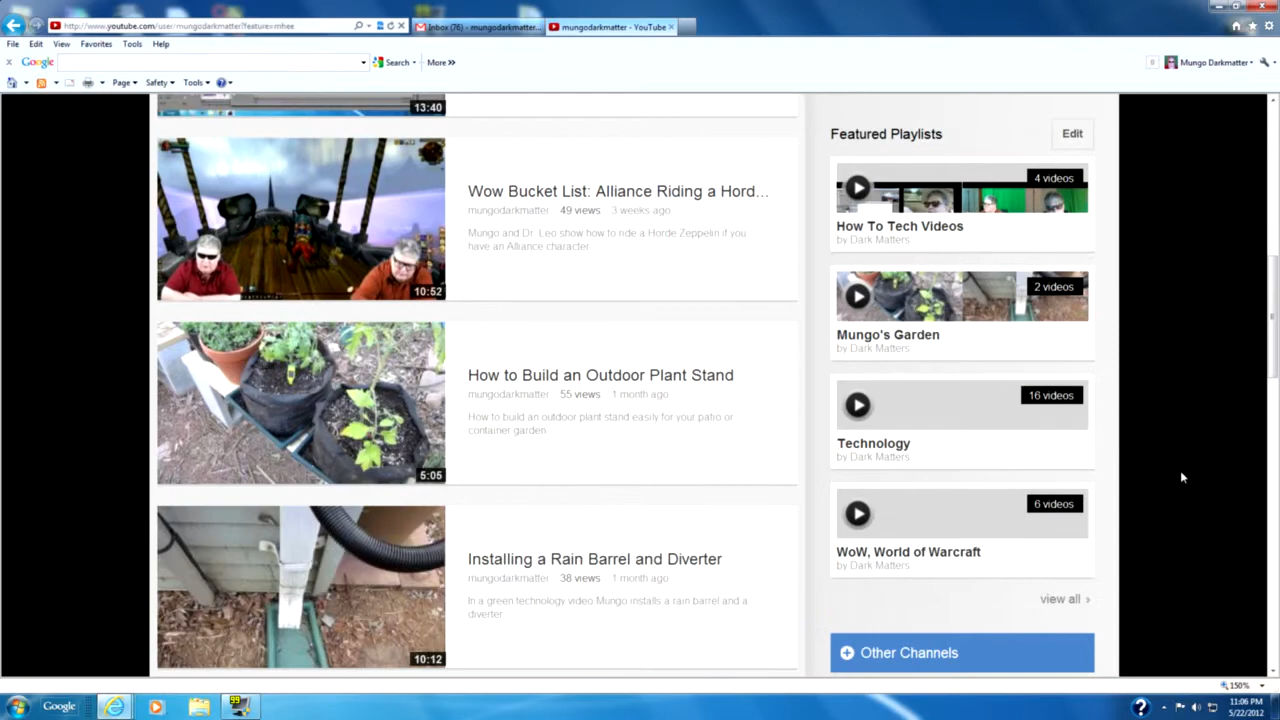 http://www.youtube.com/user/mungodarkmatter?feature=mhee
Inbox (76) - mungodarkmatter...
mungodarkmatter - YouTube
File Edit View Favorites Tools Help
Google
Search
More »
0
Mungo Darkmatter
Page Safety Tools
13:40
10:52
Wow Bucket List: Alliance Riding a Hord...
mungodarkmatter 49 views 3 weeks ago
Mungo and Dr. Leo show how to ride a Horde Zeppelin if you
have an Alliance character
5:05
How to Build an Outdoor Plant Stand
mungodarkmatter 55 views 1 month ago
How to build an outdoor plant stand easily for your patio or
container garden
10:12
Installing a Rain Barrel and Diverter
mungodarkmatter 38 views 1 month ago
In a green technology video Mungo installs a rain barrel and a
diverter
Featured Playlists
Edit
4 videos
How To Tech Videos
by Dark Matters
2 videos
Mungo's Garden
by Dark Matters
16 videos
Technology
by Dark Matters
6 videos
WoW, World of Warcraft
by Dark Matters
view all ›
Other Channels
150%
Google
99
11:06 PM
5/22/2012